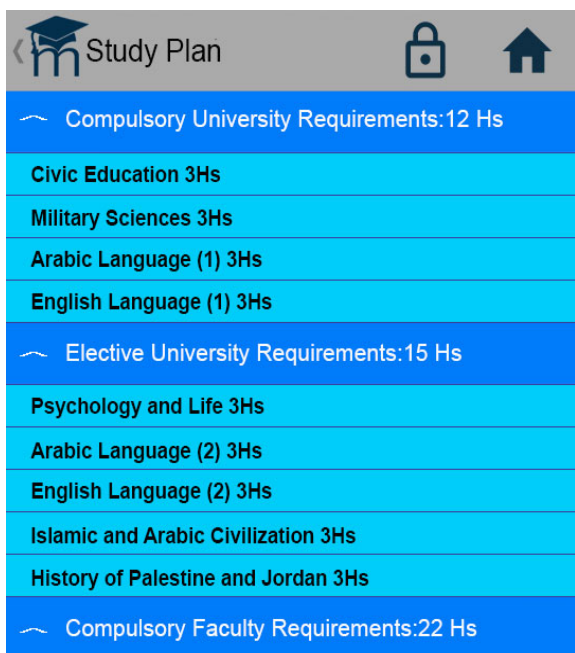 Study Plan
Compulsory University Requirements:12 Hs
Civic Education 3Hs
Military Sciences 3Hs
Arabic Language (1) 3Hs
English Language (1) 3Hs
Elective University Requirements:15 Hs
Psychology and Life 3Hs
Arabic Language (2) 3Hs
English Language (2) 3Hs
Islamic and Arabic Civilization 3Hs
History of Palestine and Jordan 3Hs
Compulsory Faculty Requirements:22 Hs